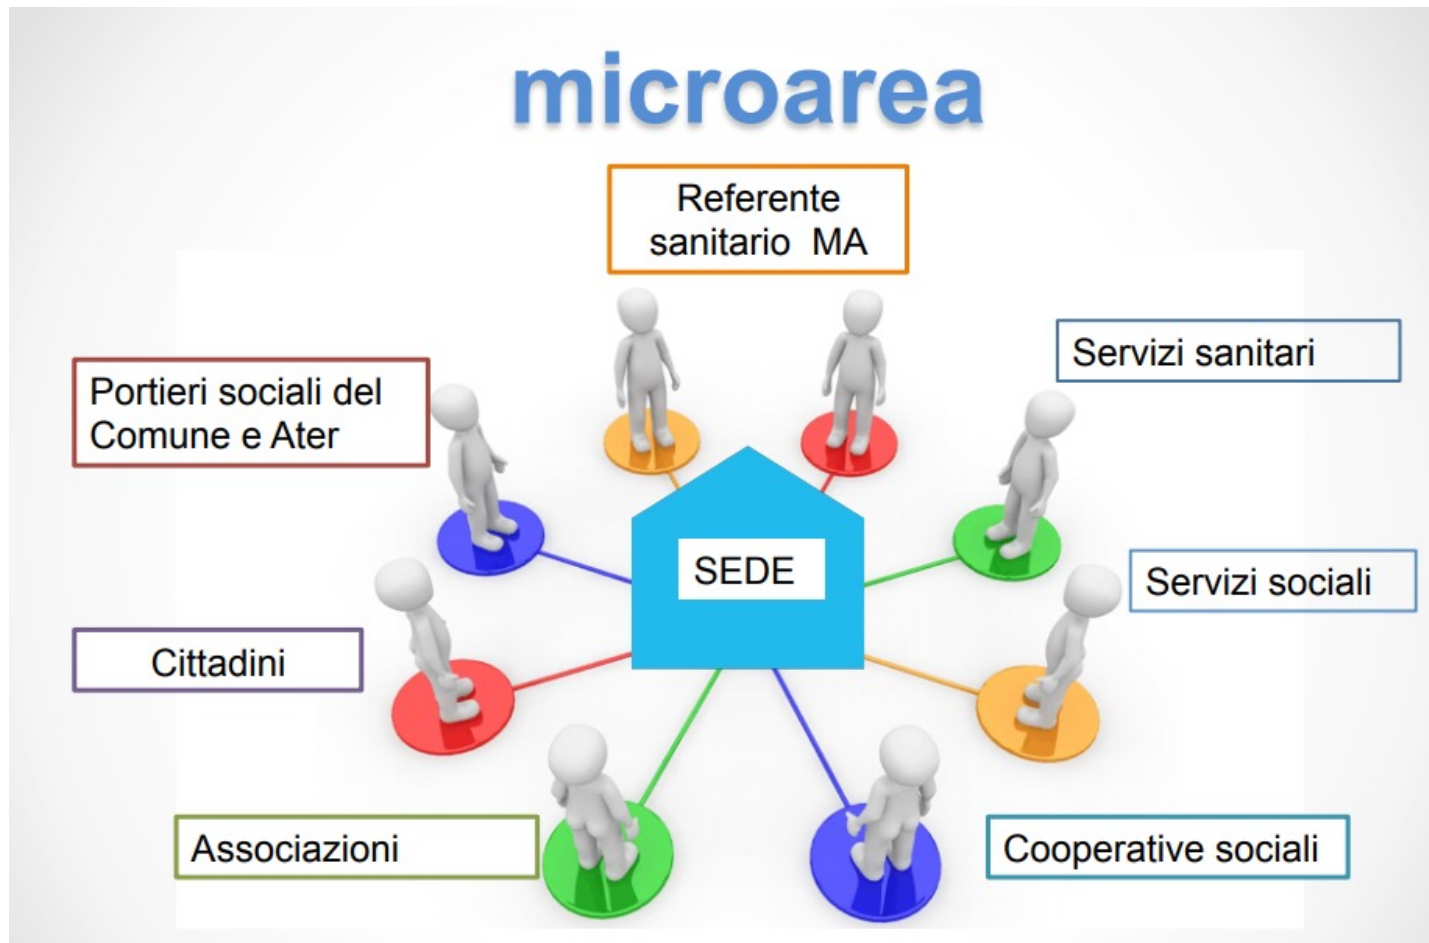 microarea
Referente
sanitario MA
Servizi sanitari
Portieri sociali del
Comune e Ater
SEDE
Servizi sociali
Cittadini
Associazioni
Cooperative sociali